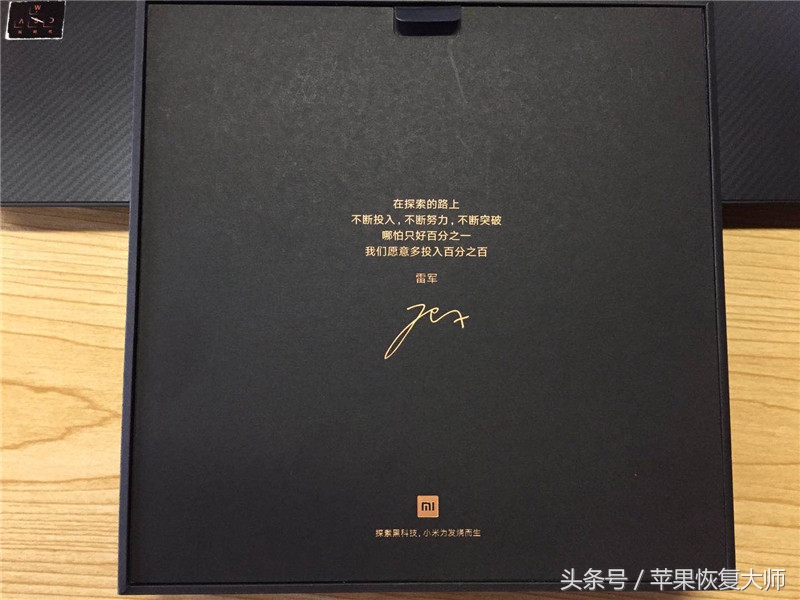 在探索的路上
不断投入，不断努力，不断突破
哪怕只好百分之一
我们愿意多投入百分之百
雷军
mi
探索黑科技，小米为发烧而生
头条号 / 苹果恢复大师